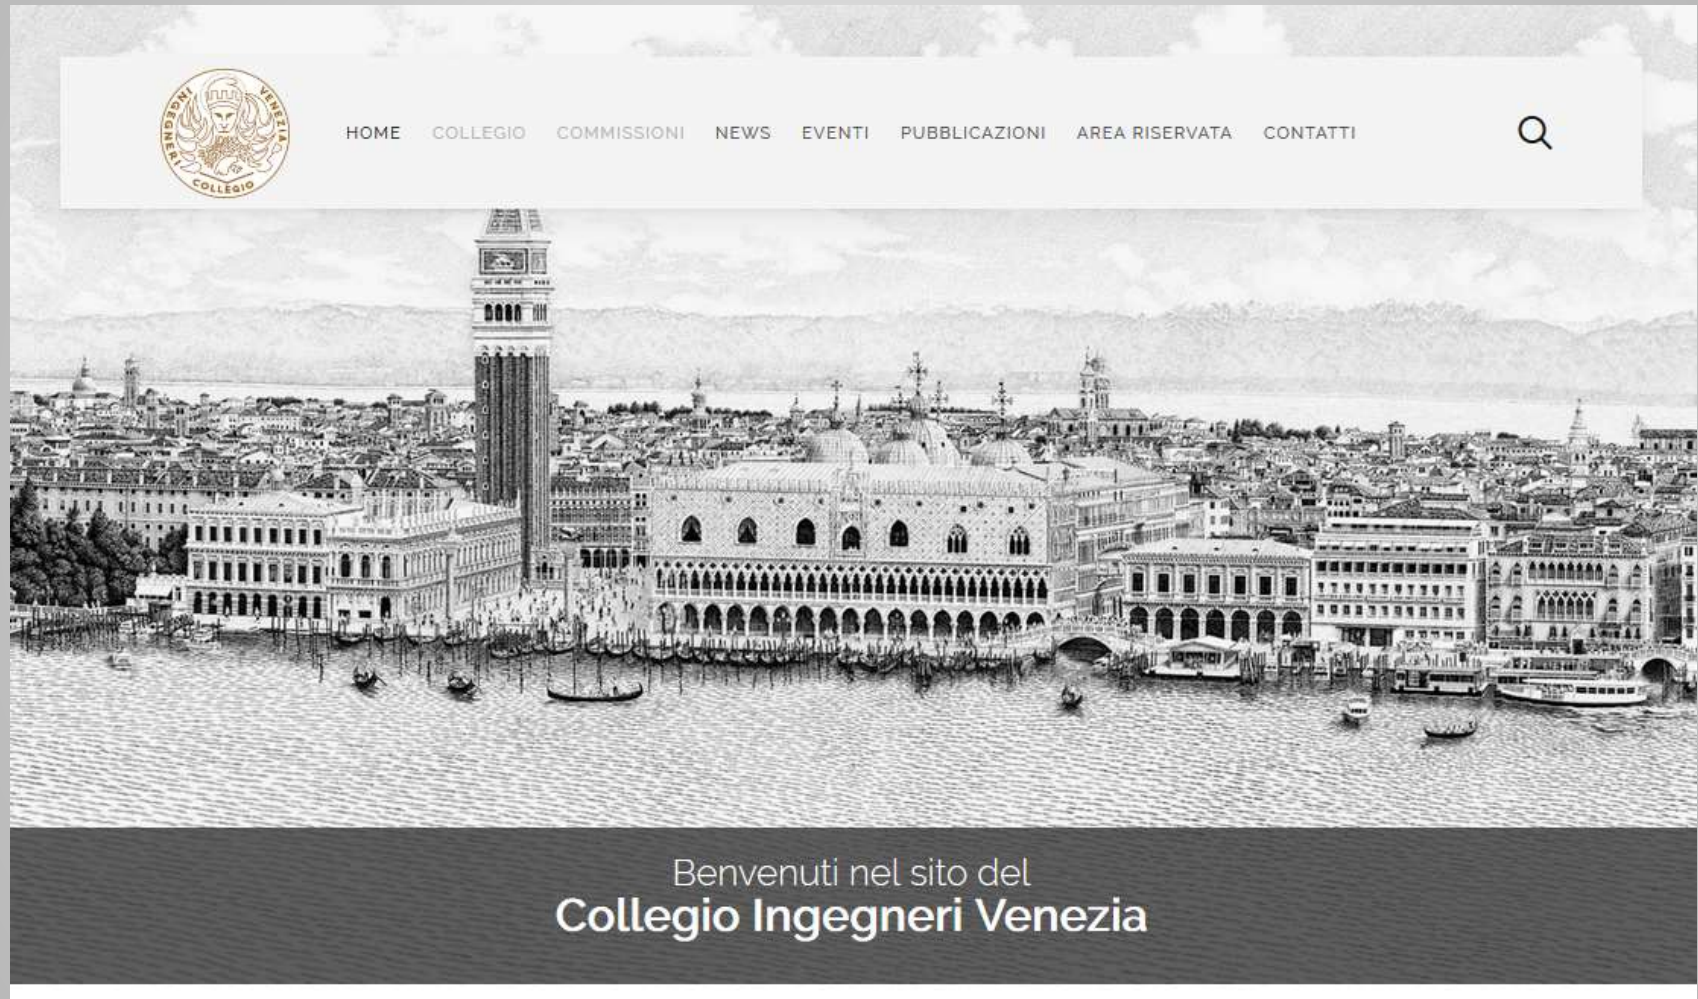 INGEGNERI VENEZIA
COLLEGIO
HOME COLLEGIO COMMISSIONI NEWS EVENTI PUBBLICAZIONI AREA RISERVATA CONTATTI
Benvenuti nel sito del
Collegio Ingegneri Venezia